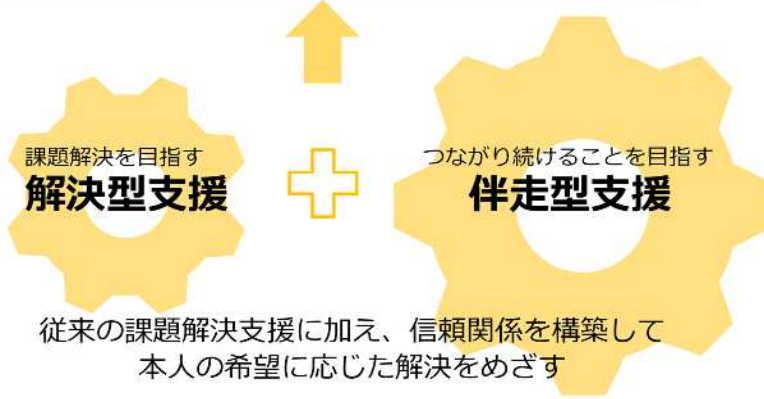 課題解決を目指す
解決型支援
つながり続けることを目指す
伴走型支援
従来の課題解決支援に加え、信頼関係を構築して
本人の希望に応じた解決をめざす